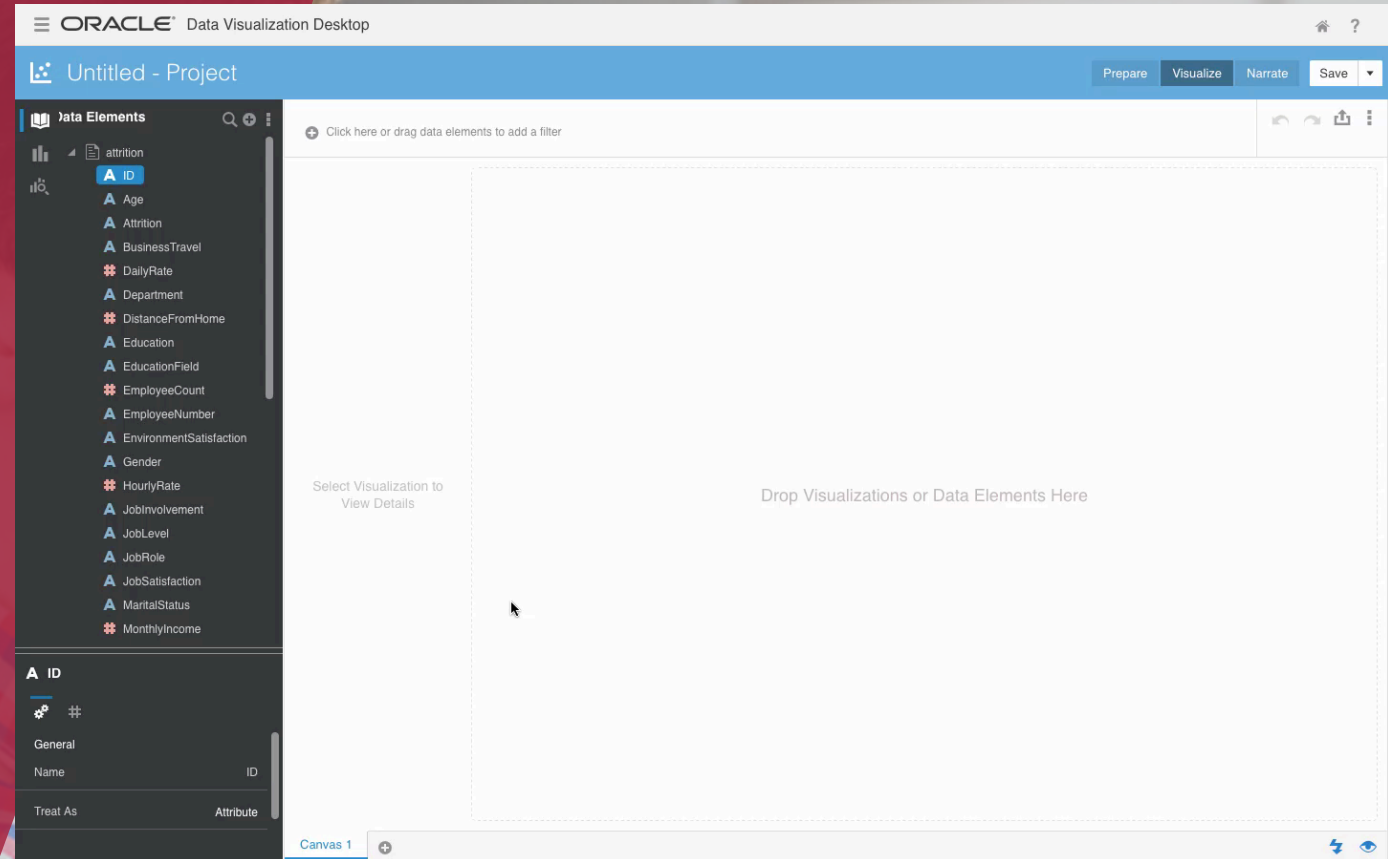 ORACLE Data Visualization Desktop
?
Untitled - Project
Prepare
Visualize
Narrate
Save
Data Elements
Click here or drag data elements to add a filter
attrition
A ID
A Age
A Attrition
A BusinessTravel
# DailyRate
A Department
# DistanceFromHome
A Education
A EducationField
# EmployeeCount
A EmployeeNumber
A EnvironmentSatisfaction
A Gender
# HourlyRate
A JobInvolvement
A JobLevel
A JobRole
A JobSatisfaction
A MaritalStatus
# MonthlyIncome
Select Visualization to
View Details
Drop Visualizations or Data Elements Here
A ID
#
General
Name ID
Treat As Attribute
Canvas 1